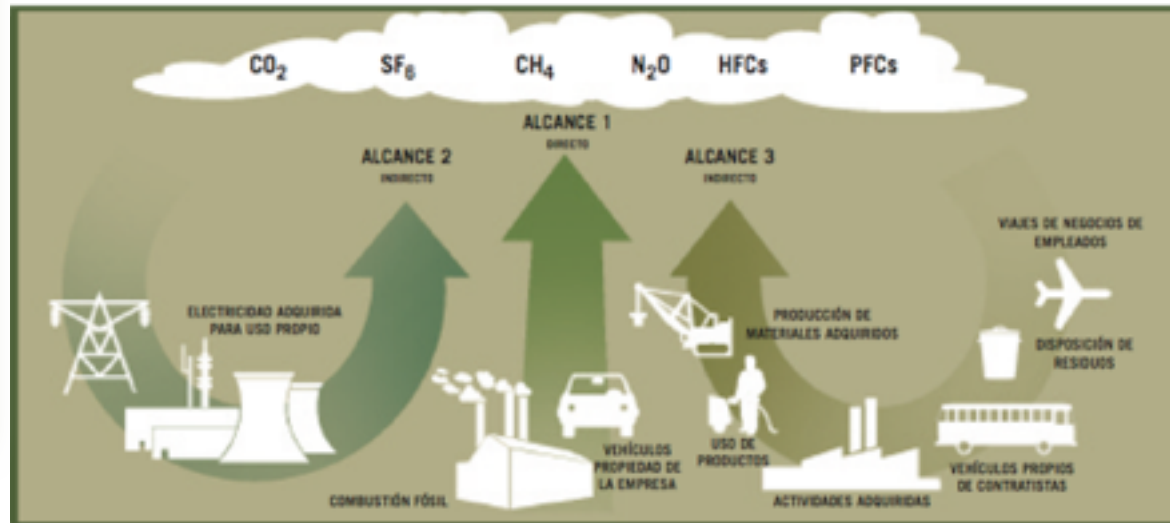 CO₂ SF₆ CH₄ N₂O HFCs PFCs
ALCANCE 1
DIRECTO
ALCANCE 2
INDIRECTO
ALCANCE 3
INDIRECTO
ELECTRICIDAD ADQUIRIDA
PARA USO PROPIO
COMBUSTIÓN FÓSIL
VEHÍCULOS
PROPIEDAD DE
LA EMPRESA
PRODUCCIÓN DE
MATERIALES ADQUIRIDOS
USO DE
PRODUCTOS
ACTIVIDADES ADQUIRIDAS
VIAJES DE NEGOCIOS DE
EMPLEADOS
DISPOSICIÓN DE
RESIDUOS
VEHÍCULOS PROPIOS
DE CONTRATISTAS